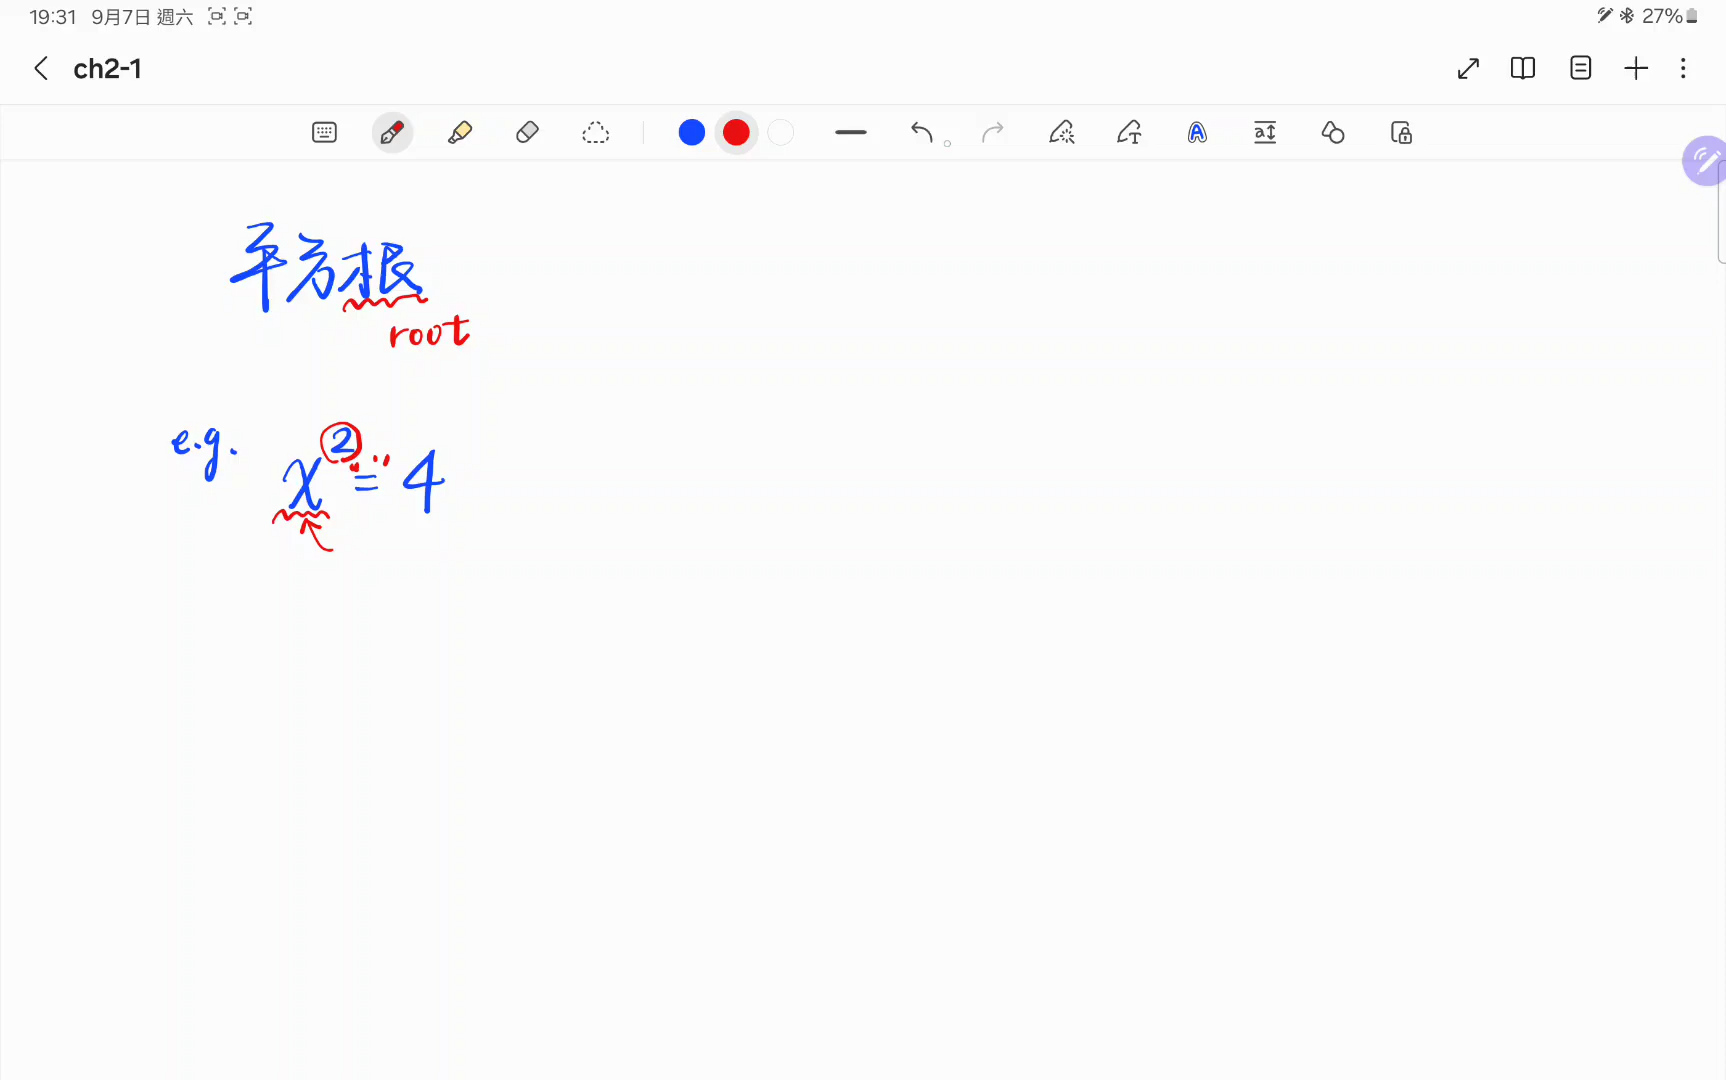 19:31 9月7日 週六 27%
ch2-1
平方根
root
e.g. x² = 4